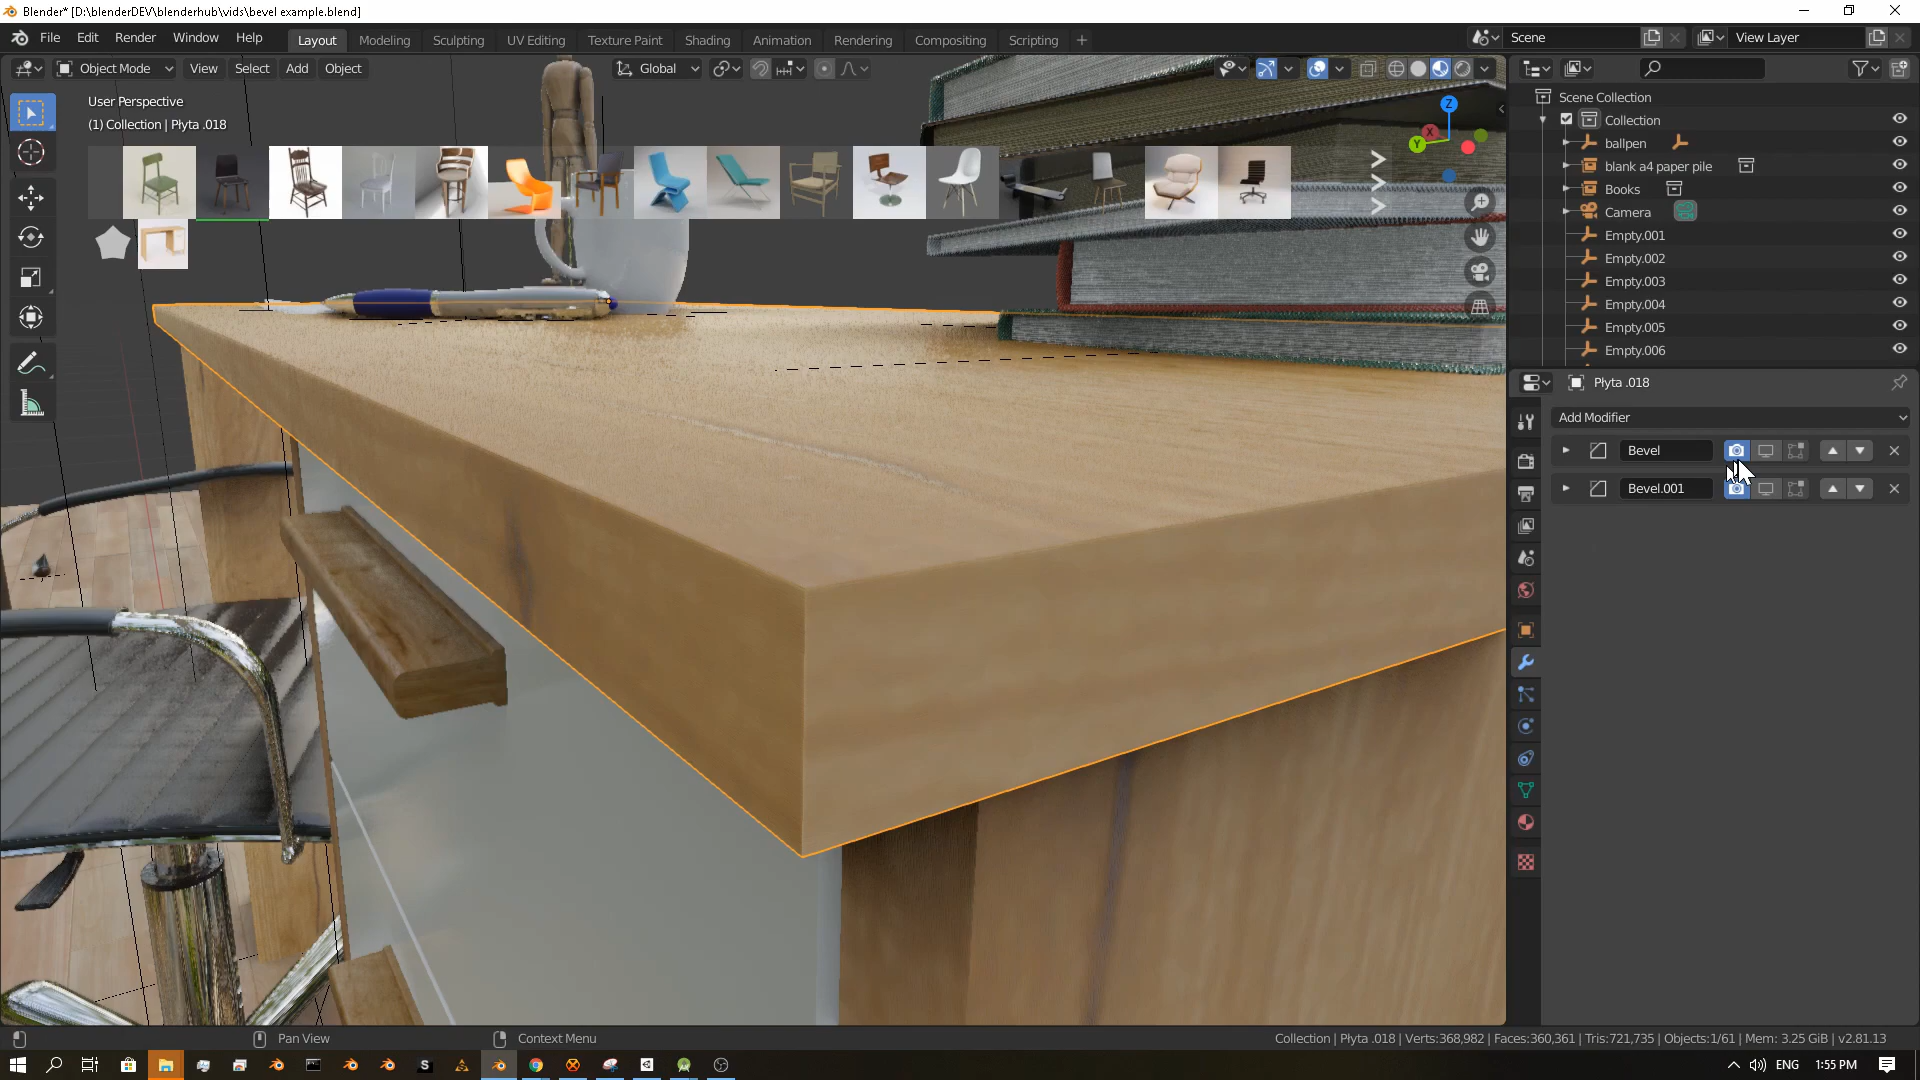 Blender* [D:\blenderDEV\blenderhub\vids\bevel example.blend]
File Edit Render Window Help
Layout Modeling Sculpting UV Editing Texture Paint Shading Animation Rendering Compositing Scripting +
Scene
View Layer
Object Mode View Select Add Object
Global
User Perspective
(1) Collection | Płyta .018
Z
X
Y
Scene Collection
Collection
ballpen
blank a4 paper pile
Books
Camera
Empty.001
Empty.002
Empty.003
Empty.004
Empty.005
Empty.006
Płyta .018
Add Modifier
Bevel
Bevel.001
Pan View
Context Menu
Collection | Płyta .018 | Verts:368,982 | Faces:360,361 | Tris:721,735 | Objects:1/61 | Mem: 3.25 GiB | v2.81.13
S
ENG
1:55 PM